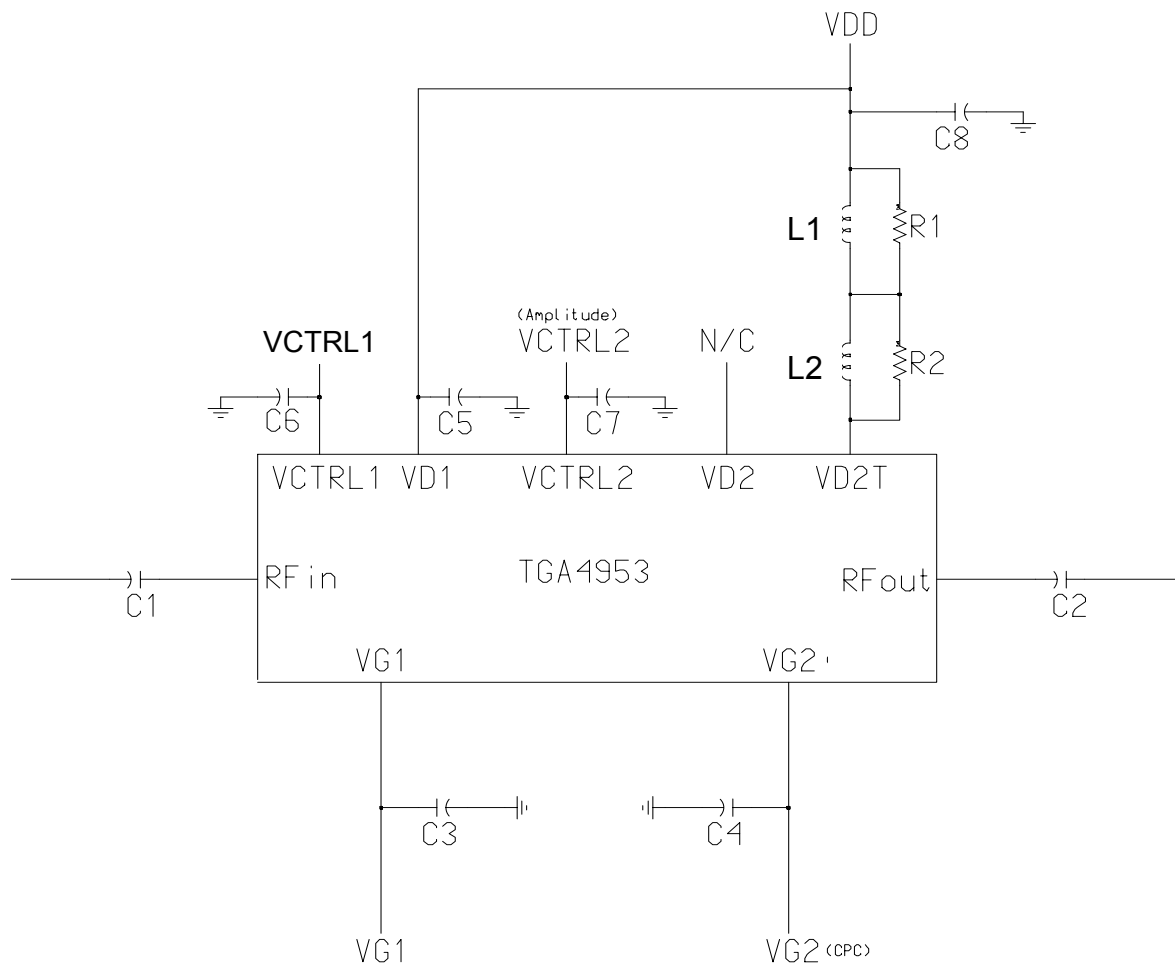 VDD
C8
L1 R1
(Amplitude)
VCTRL1 VCTRL2 N/C
L2 R2
C6 C5 C7
VCTRL1 VD1 VCTRL2 VD2 VD2T
RFin TGA4953 RFout
C1 C2
VG1 VG2
C3 C4
VG1 VG2 (CPC)